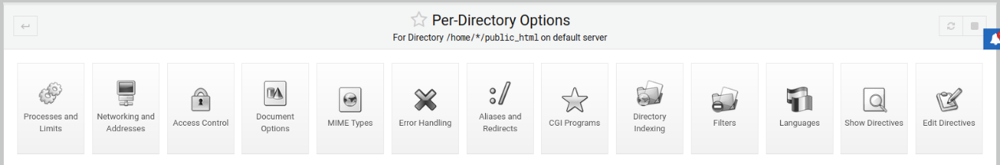 Per-Directory Options
For Directory /home/*/public_html on default server
Processes and
Limits
Networking and
Addresses
Access Control
Document
Options
MIME Types
Error Handling
Aliases and
Redirects
CGI Programs
Directory
Indexing
Filters
Languages
Show Directives
Edit Directives